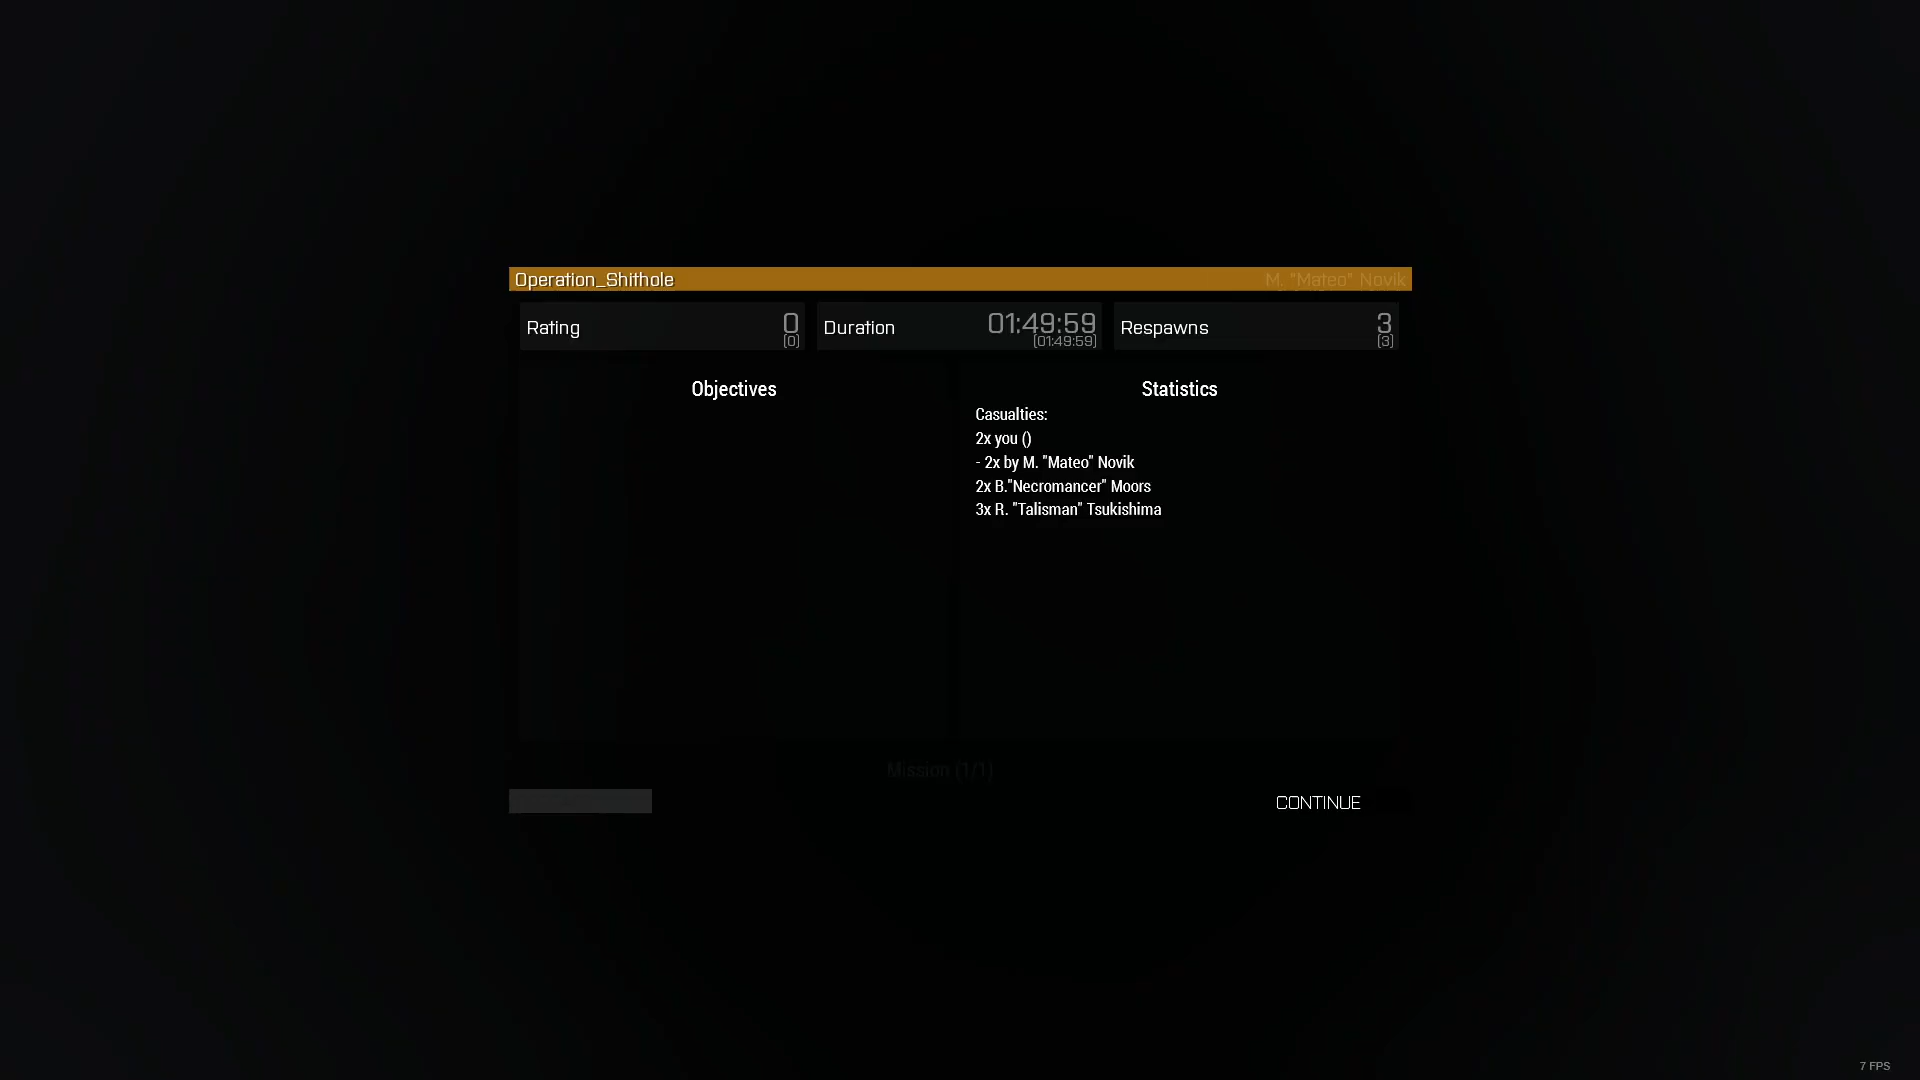 Operation_Shithole M. "Mateo" Novik
Rating 0 (0)
Duration 01:49:59 (01:49:59)
Respawns 3 (3)
Objectives
Statistics
Casualties:
2x you ()
- 2x by M. "Mateo" Novik
2x B."Necromancer" Moors
3x R. "Talisman" Tsukishima
Mission (1/1)
CONTINUE
7 FPS